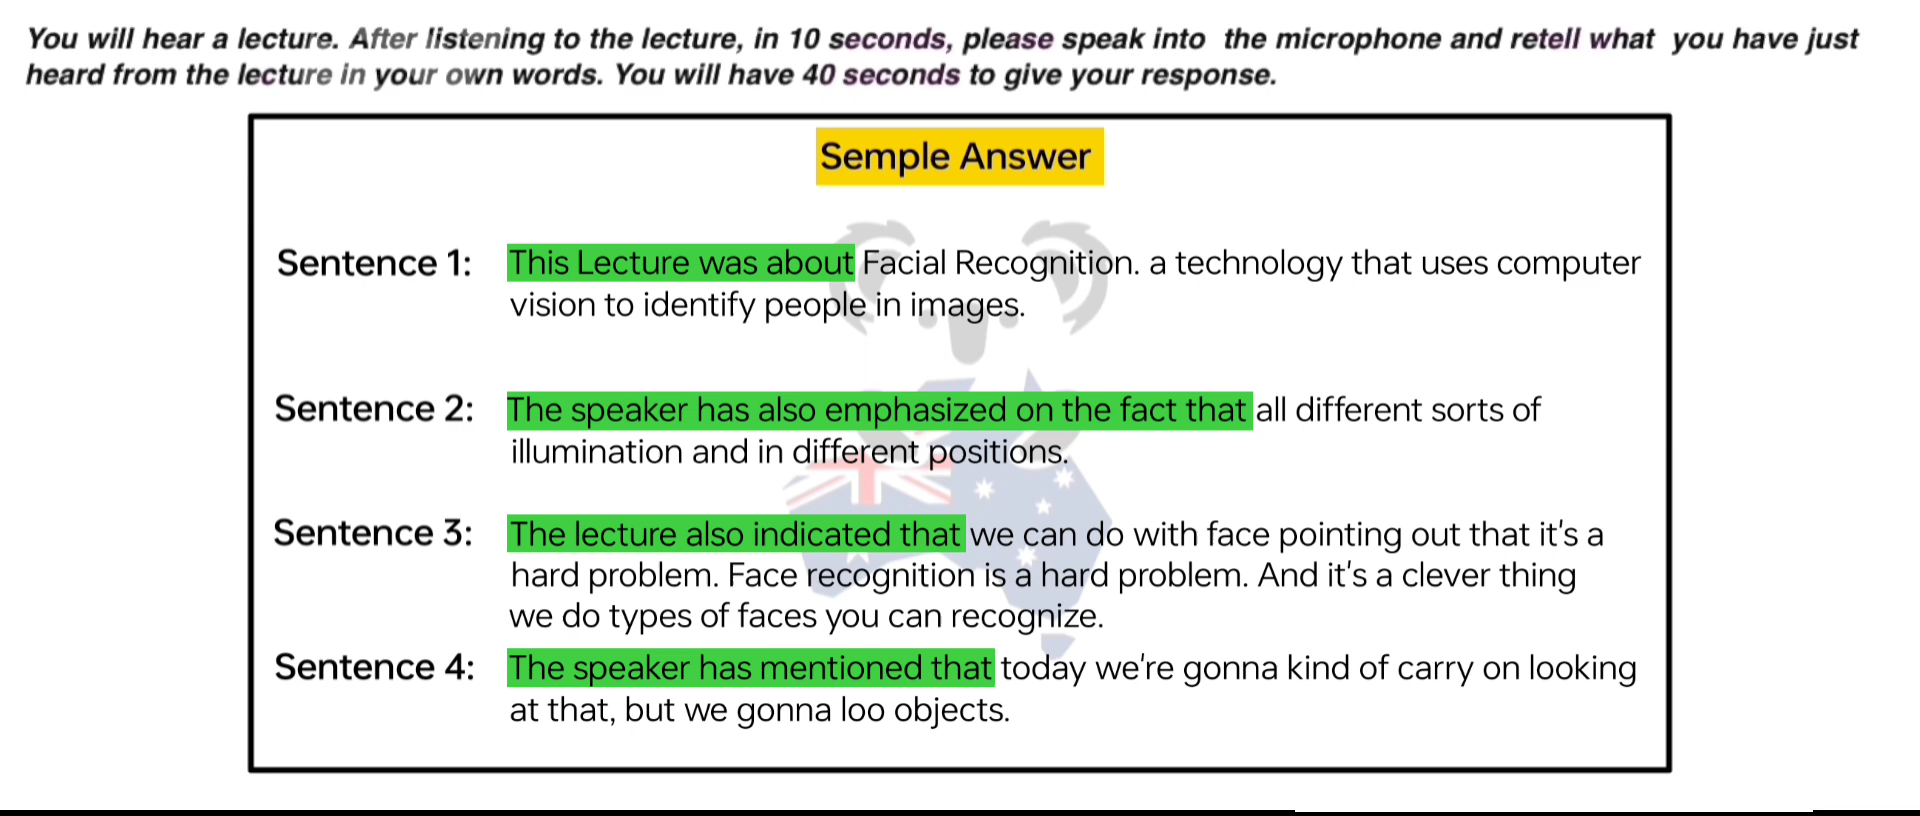 You will hear a lecture. After listening to the lecture, in 10 seconds, please speak into the microphone and retell what you have just
heard from the lecture in your own words. You will have 40 seconds to give your response.
Semple Answer
Sentence 1: This Lecture was about Facial Recognition. a technology that uses computer
vision to identify people in images.
Sentence 2: The speaker has also emphasized on the fact that all different sorts of
illumination and in different positions.
Sentence 3: The lecture also indicated that we can do with face pointing out that it's a
hard problem. Face recognition is a hard problem. And it's a clever thing
we do types of faces you can recognize.
Sentence 4: The speaker has mentioned that today we're gonna kind of carry on looking
at that, but we gonna loo objects.